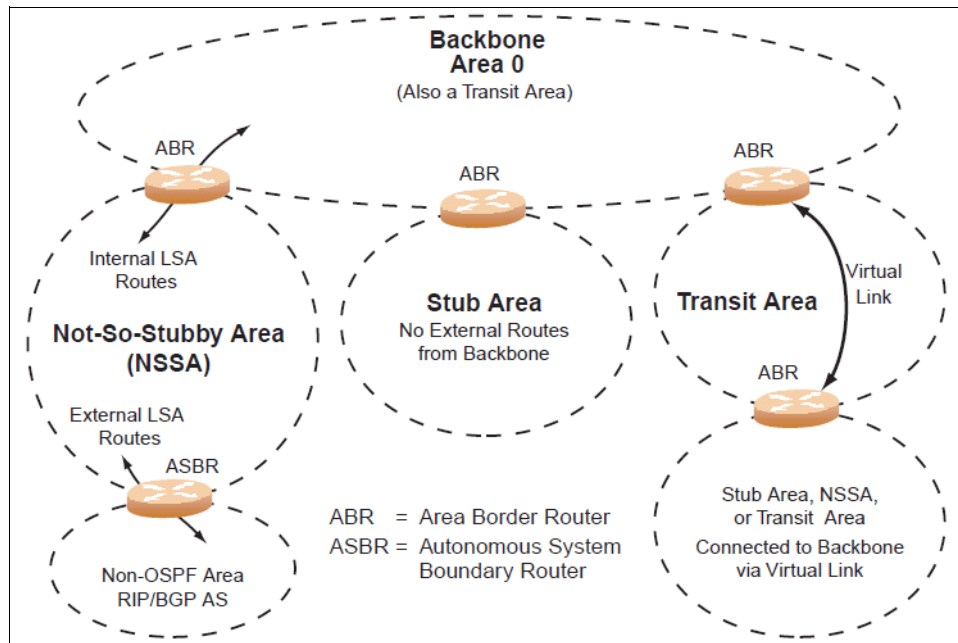 Backbone
Area 0
(Also a Transit Area)
ABR
ABR
ABR
Internal LSA
Routes
Not-So-Stubby Area
(NSSA)
External LSA
Routes
ASBR
Non-OSPF Area
RIP/BGP AS
Stub Area
No External Routes
from Backbone
Transit Area
Virtual
Link
ABR
Stub Area, NSSA,
or Transit Area
Connected to Backbone
via Virtual Link
ABR = Area Border Router
ASBR = Autonomous System
Boundary Router